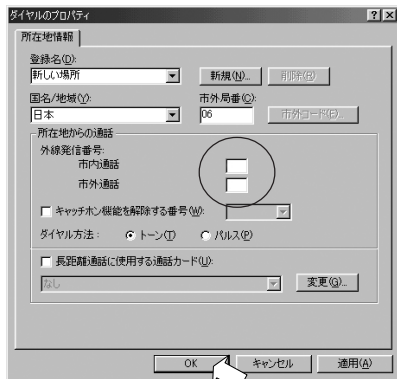 ダイヤルのプロパティ
所在地情報
登録名(D):
新しい場所
新規(N)...
削除(R)
国名/地域(Y):
市外局番(C):
日本
06
市外コード(E)...
所在地からの通話
外線発信番号:
市内通話
市外通話
キャッチホン機能を解除する番号(W):
ダイヤル方法:
トーン(T)
パルス(P)
長距離通話に使用する通話カード(U):
なし
変更(G)...
OK
キャンセル
適用(A)